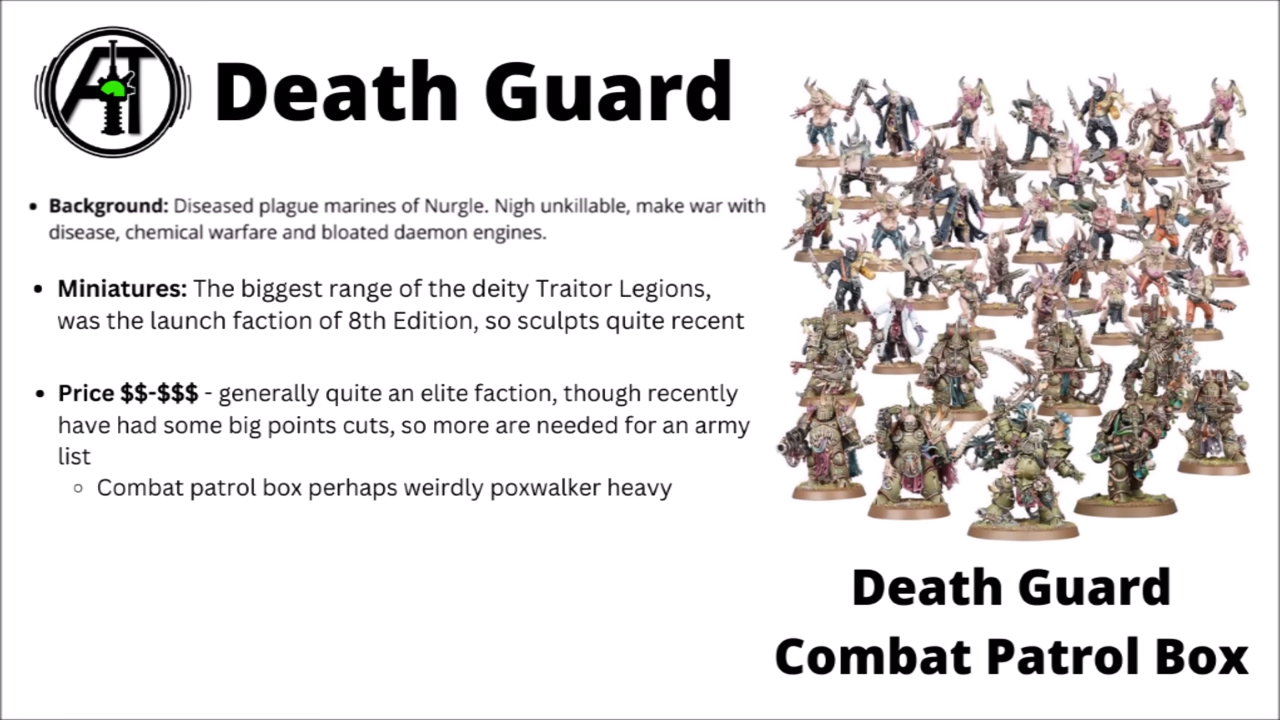 AT
Death Guard
• Background: Diseased plague marines of Nurgle. Nigh unkillable, make war with
disease, chemical warfare and bloated daemon engines.
• Miniatures: The biggest range of the deity Traitor Legions,
was the launch faction of 8th Edition, so sculpts quite recent
• Price $$-$$$ - generally quite an elite faction, though recently
have had some big points cuts, so more are needed for an army
list
○ Combat patrol box perhaps weirdly poxwalker heavy
Death Guard
Combat Patrol Box